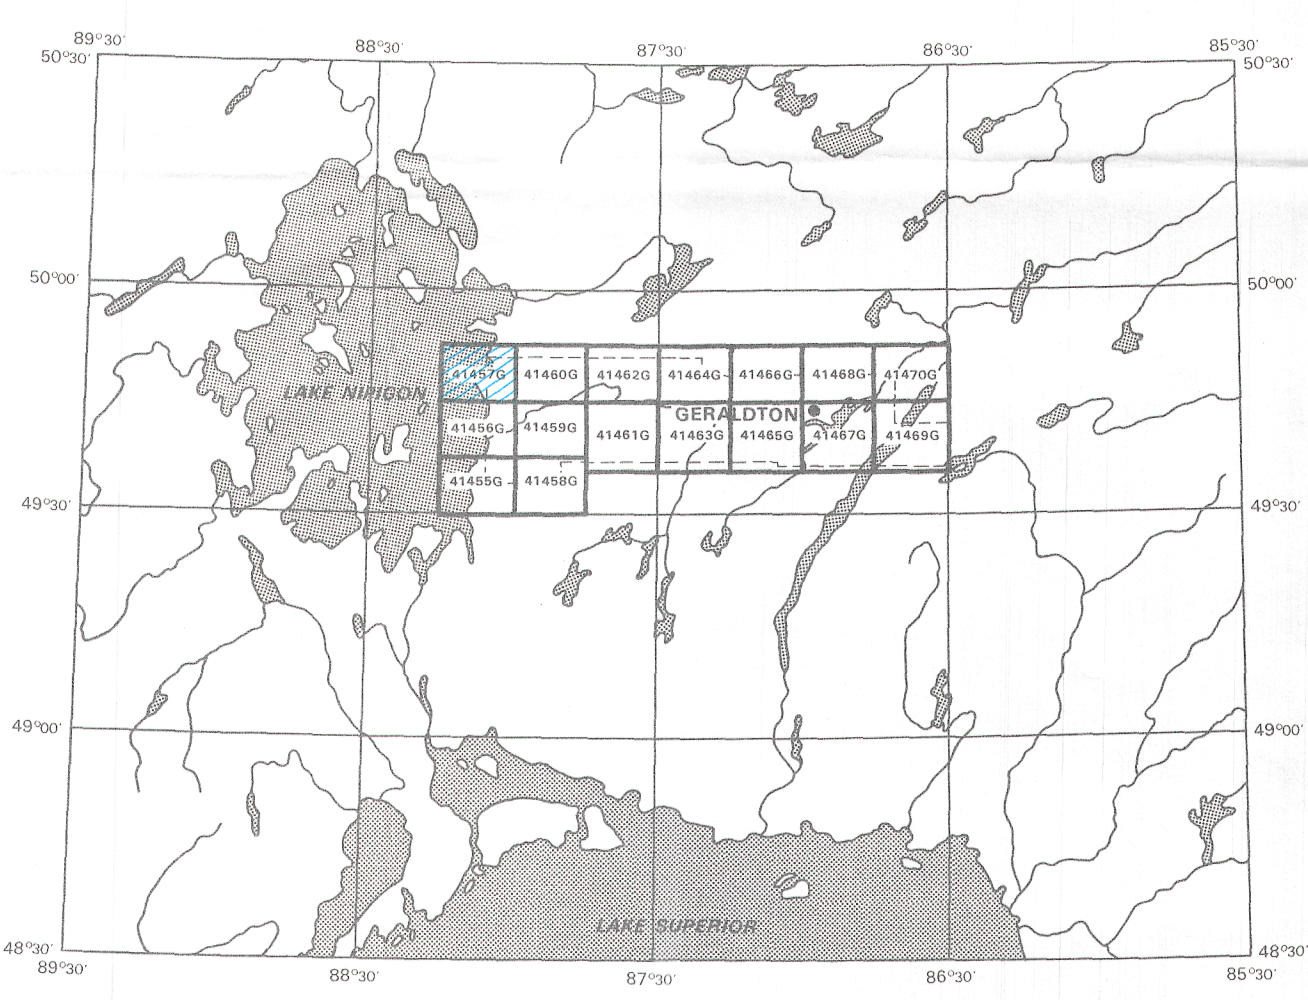 89°30'
88°30'
87°30'
86°30'
85°30'
50°30'
50°30'
50°00'
50°00'
41457G
41460G
41462G
41464G
41466G
41468G
41470G
LAKE NIPIGON
GERALDTON
41456G
41459G
41461G
41463G
41465G
41467G
41469G
41455G
41458G
49°30'
49°30'
49°00'
49°00'
LAKE SUPERIOR
48°30'
48°30'
89°30'
88°30'
87°30'
86°30'
85°30'